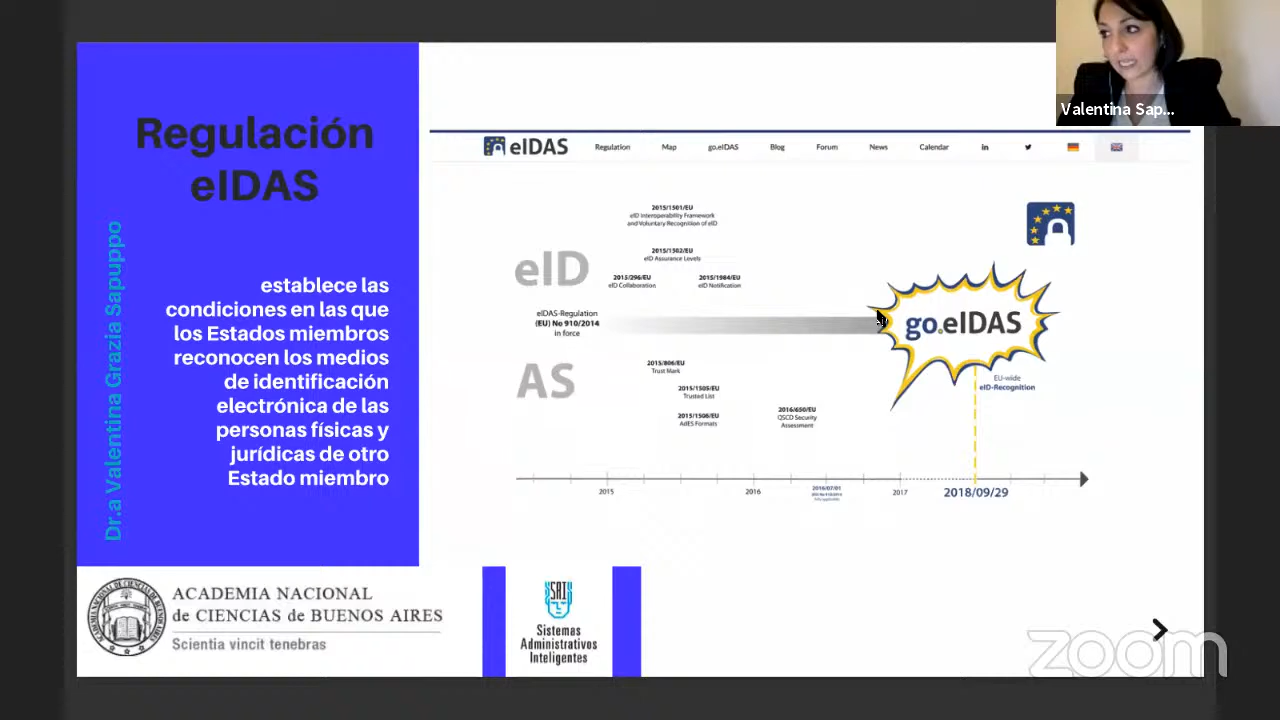 Valentina Sap...
Regulación
eIDAS
Dr.a Valentina Grazia Sapuppo
establece las
condiciones en las que
los Estados miembros
reconocen los medios
de identificación
electrónica de las
personas físicas y
jurídicas de otro
Estado miembro
eIDAS
Regulation Map go.eIDAS Blog Forum News Calendar in
2015/1501/EU
eID Interoperability Framework
and Voluntary Recognition of eID
2015/1502/EU
eID Assurance Levels
eID
2015/296/EU
eID Collaboration
2015/1984/EU
eID Notification
eIDAS-Regulation
(EU) No 910/2014
in force
go.eIDAS
AS
2015/806/EU
Trust Mark
2015/1505/EU
Trusted List
2015/1506/EU
AdES Formats
2016/650/EU
QSCD Security
Assessment
EU-wide
eID-Recognition
2015
2016
2016/07/01
2017
2018/09/29
ACADEMIA NACIONAL
de CIENCIAS de BUENOS AIRES
Scientia vincit tenebras
SAI
Sistemas
Administrativos
Inteligentes
zoom